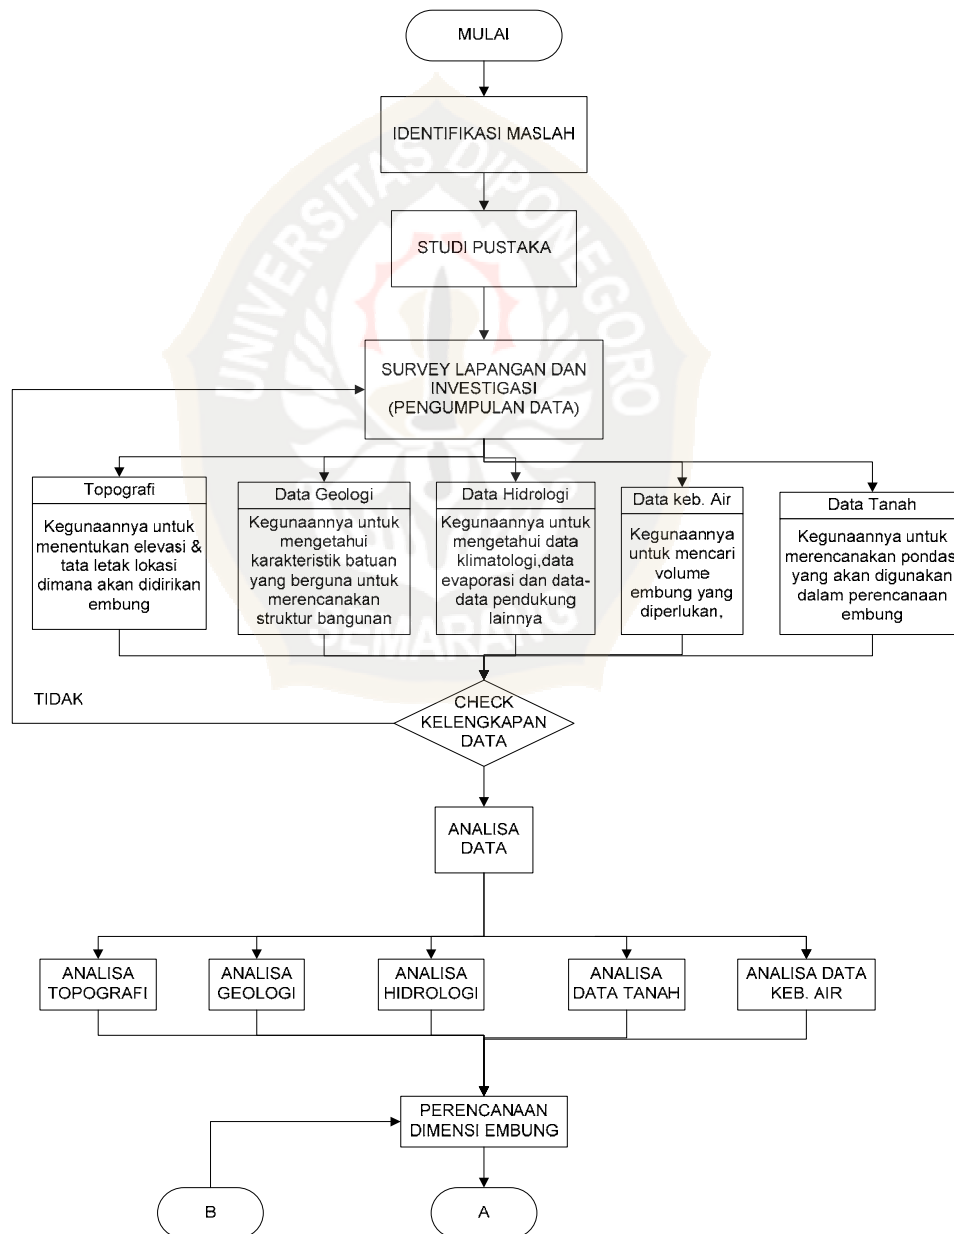 MULAI
IDENTIFIKASI MASLAH
STUDI PUSTAKA
SURVEY LAPANGAN DAN
INVESTIGASI
(PENGUMPULAN DATA)
Topografi
Kegunaannya untuk
menentukan elevasi &
tata letak lokasi
dimana akan didirikan
embung
Data Geologi
Kegunaannya untuk
mengetahui
karakteristik batuan
yang berguna untuk
merencanakan
struktur bangunan
Data Hidrologi
Kegunaannya untuk
mengetahui data
klimatologi,data
evaporasi dan data-
data pendukung
lainnya
Data keb. Air
Kegunaannya
untuk mencari
volume
embung yang
diperlukan,
Data Tanah
Kegunaannya untuk
merencanakan pondas
yang akan digunakan
dalam perencanaan
embung
TIDAK
CHECK
KELENGKAPAN
DATA
ANALISA
DATA
ANALISA
TOPOGRAFI
ANALISA
GEOLOGI
ANALISA
HIDROLOGI
ANALISA
DATA TANAH
ANALISA DATA
KEB. AIR
PERENCANAAN
DIMENSI EMBUNG
B
A
UNIVERSITAS DIPONEGORO
SEMARANG